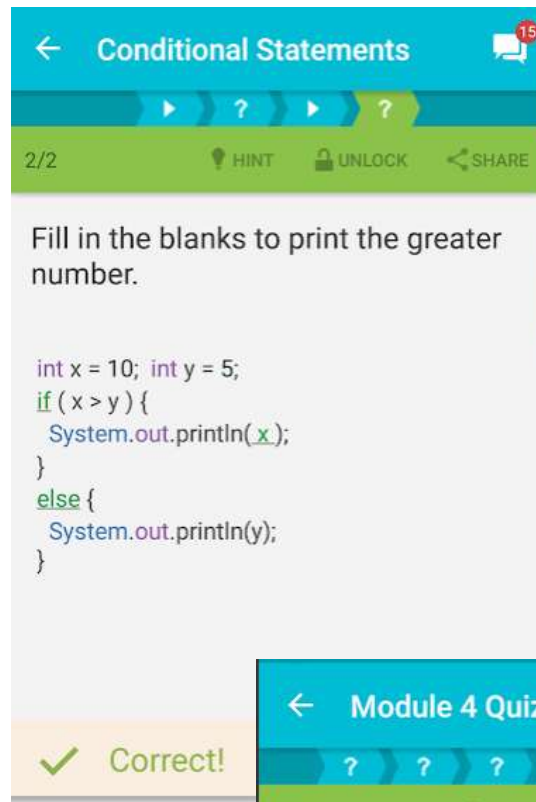 Conditional Statements
15
?
?
2/2 HINT UNLOCK SHARE
Fill in the blanks to print the greater
number.
int x = 10; int y = 5;
if ( x > y ) {
System.out.println( x );
}
else {
System.out.println(y);
}
Correct!
Module 4 Quiz
? ? ?